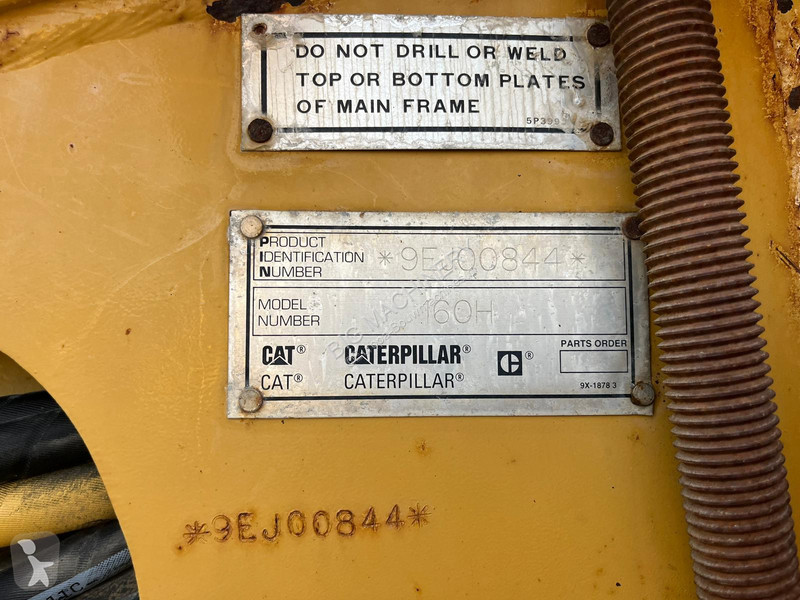 DO NOT DRILL OR WELD
TOP OR BOTTOM PLATES
OF MAIN FRAME
PRODUCT
IDENTIFICATION
NUMBER
*9EJ00844*
MODEL
NUMBER
160H
PARTS ORDER
CAT® CATERPILLAR® C®
CAT® CATERPILLAR®
9X-1878 3
*9EJ00844*